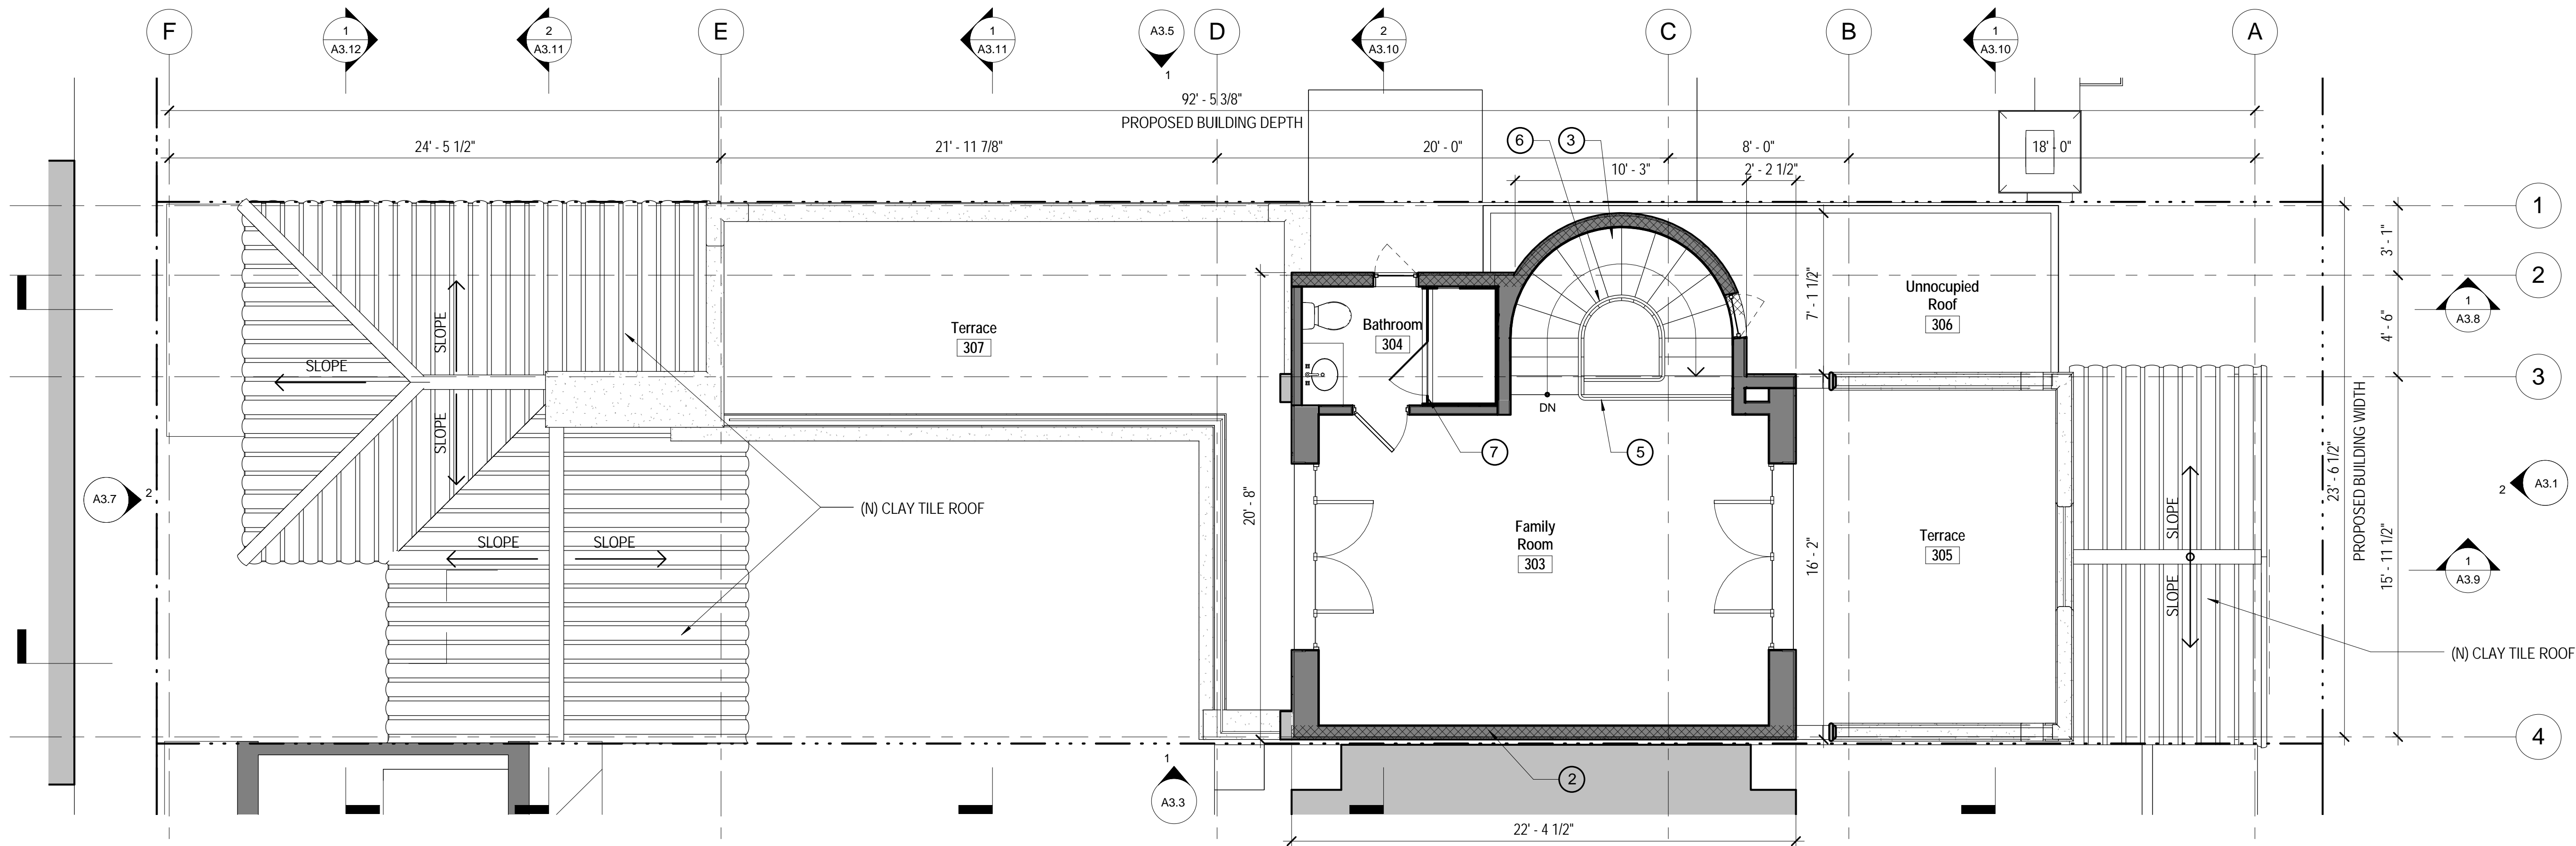 F
1
A3.12
2
A3.11
E
1
A3.11
A3.5
1
D
2
A3.10
C
B
1
A3.10
A
92' - 5 3/8"
PROPOSED BUILDING DEPTH
24' - 5 1/2"
21' - 11 7/8"
20' - 0"
8' - 0"
18' - 0"
6
3
10' - 3"
2' - 2 1/2"
1
2
3
4
3' - 1"
4' - 6"
15' - 11 1/2"
23' - 6 1/2"
PROPOSED BUILDING WIDTH
7' - 1 1/2"
16' - 2"
20' - 8"
22' - 4 1/2"
1
A3.8
1
A3.9
2
A3.1
A3.7
2
1
A3.3
SLOPE
SLOPE
SLOPE
SLOPE
SLOPE
SLOPE
SLOPE
Terrace
307
Bathroom
304
Unnocupied
Roof
306
DN
7
5
Family
Room
303
Terrace
305
(N) CLAY TILE ROOF
(N) CLAY TILE ROOF
2